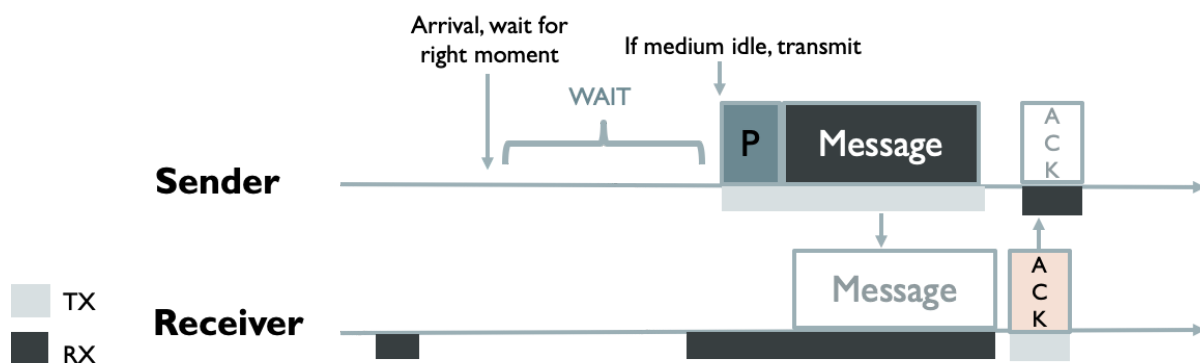 Arrival, wait for
right moment
If medium idle, transmit
WAIT
P
Message
A
C
K
Sender
Message
A
C
K
TX
Receiver
RX